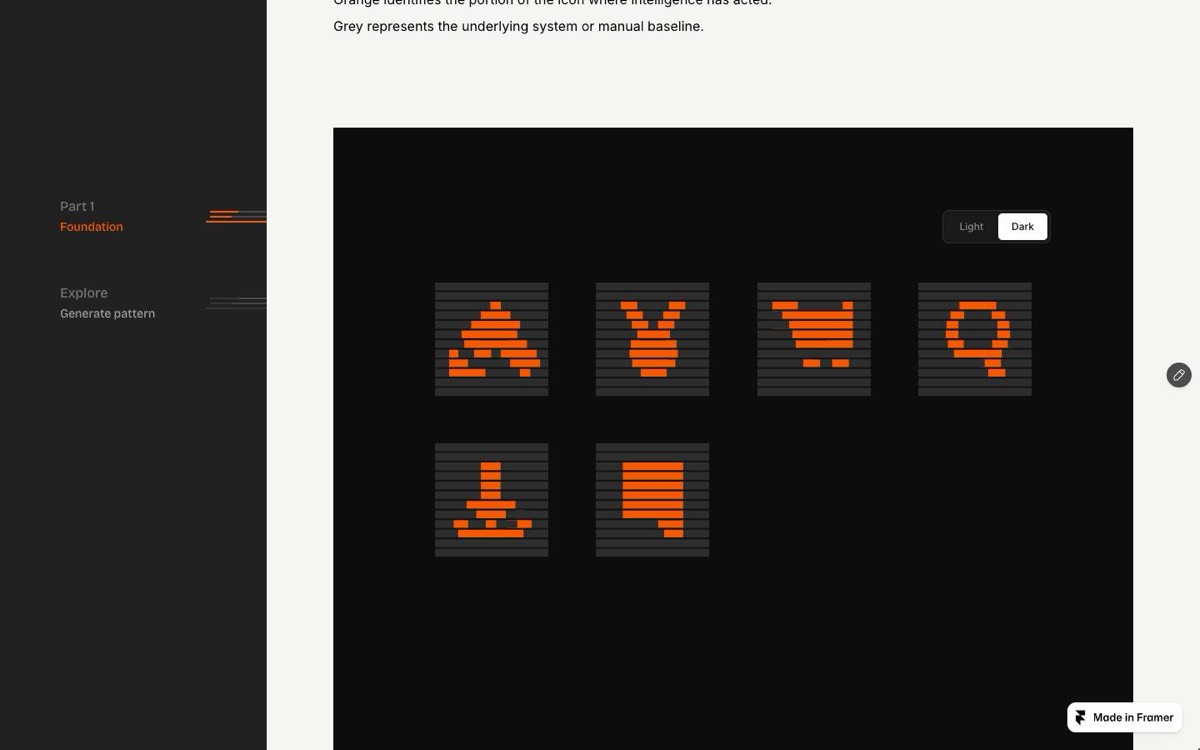 Orange identifies the portion of the icon where intelligence has acted.
Grey represents the underlying system or manual baseline.
Part 1
Foundation
Explore
Generate pattern
Light
Dark
Made in Framer